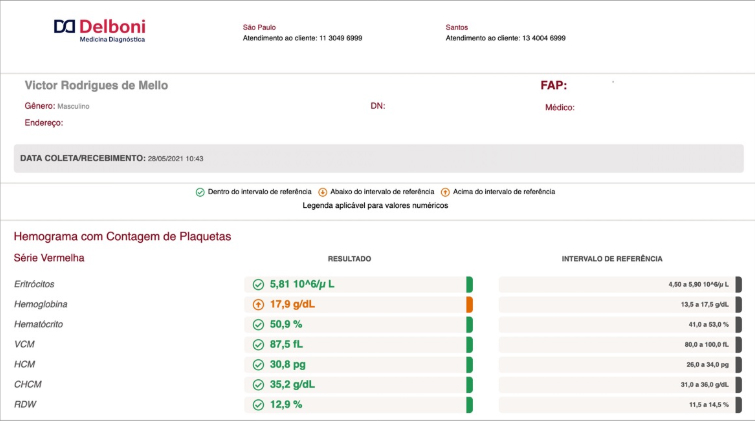 Delboni
Medicina Diagnóstica
São Paulo
Atendimento ao cliente: 11 3049 6999
Santos
Atendimento ao cliente: 13 4004 6999
Victor Rodrigues de Mello
FAP:
Gênero: Masculino
DN:
Médico:
Endereço:
DATA COLETA/RECEBIMENTO: 28/05/2021 10:43
Dentro do intervalo de referência Abaixo do intervalo de referência Acima do intervalo de referência
Legenda aplicável para valores numéricos
Hemograma com Contagem de Plaquetas
Série Vermelha RESULTADO INTERVALO DE REFERÊNCIA
Eritrócitos 5,81 10^6/µ L 4,50 a 5,90 10^6/µ L
Hemoglobina 17,9 g/dL 13,5 a 17,5 g/dL
Hematócrito 50,9 % 41,0 a 53,0 %
VCM 87,5 fL 80,0 a 100,0 fL
HCM 30,8 pg 26,0 a 34,0 pg
CHCM 35,2 g/dL 31,0 a 36,0 g/dL
RDW 12,9 % 11,5 a 14,5 %